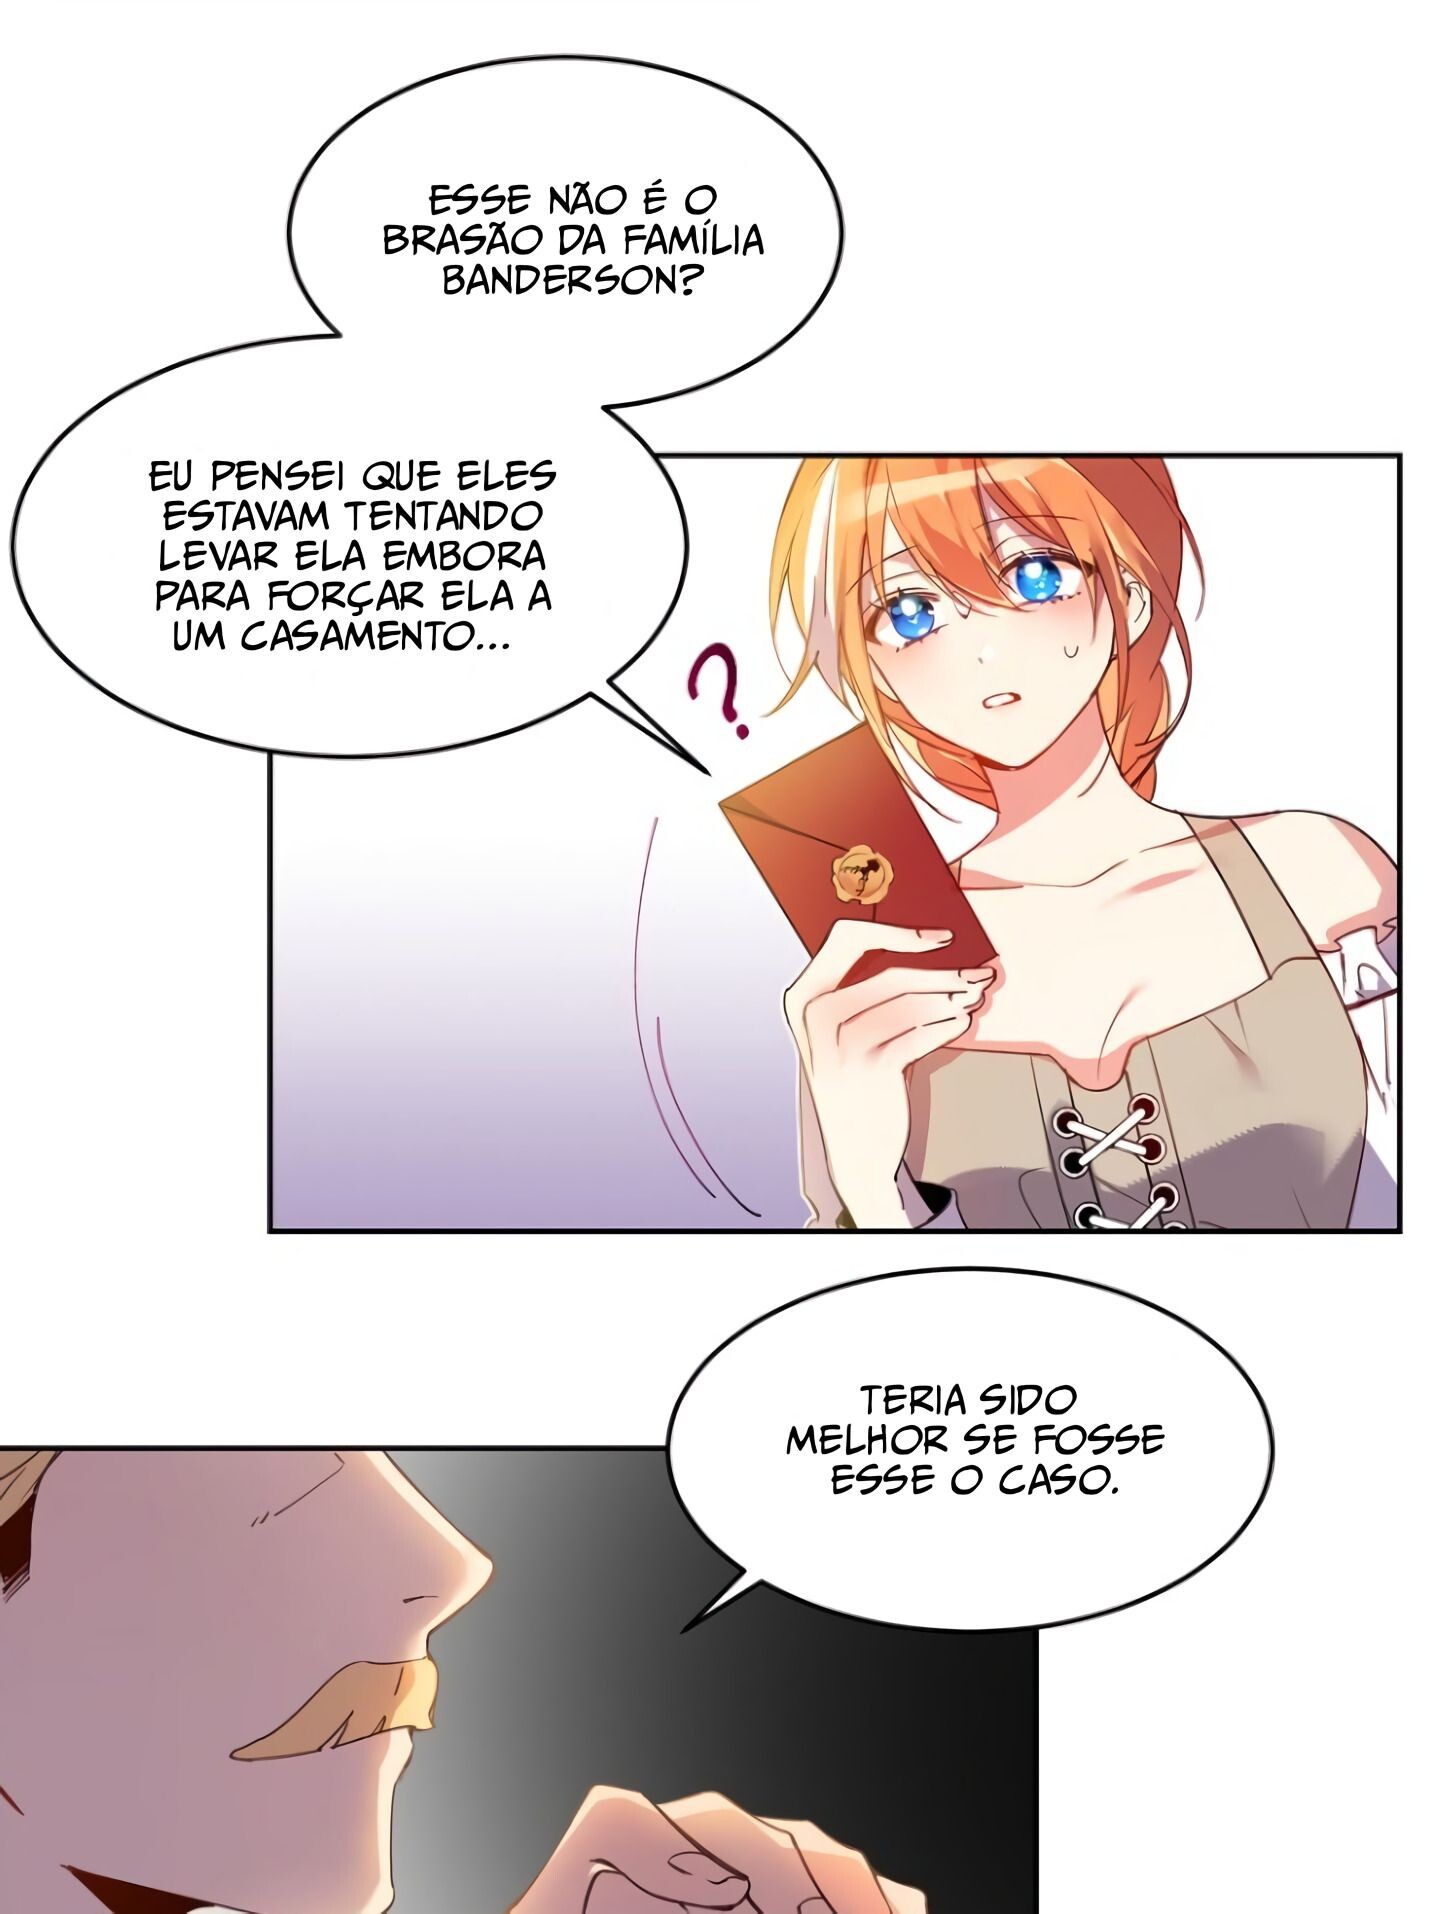 ESSE NÃO É O
BRASÃO DA FAMÍLIA
BANDERSON?
EU PENSEI QUE ELES
ESTAVAM TENTANDO
LEVAR ELA EMBORA
PARA FORÇAR ELA A
UM CASAMENTO...
?
TERIA SIDO
MELHOR SE FOSSE
ESSE O CASO.